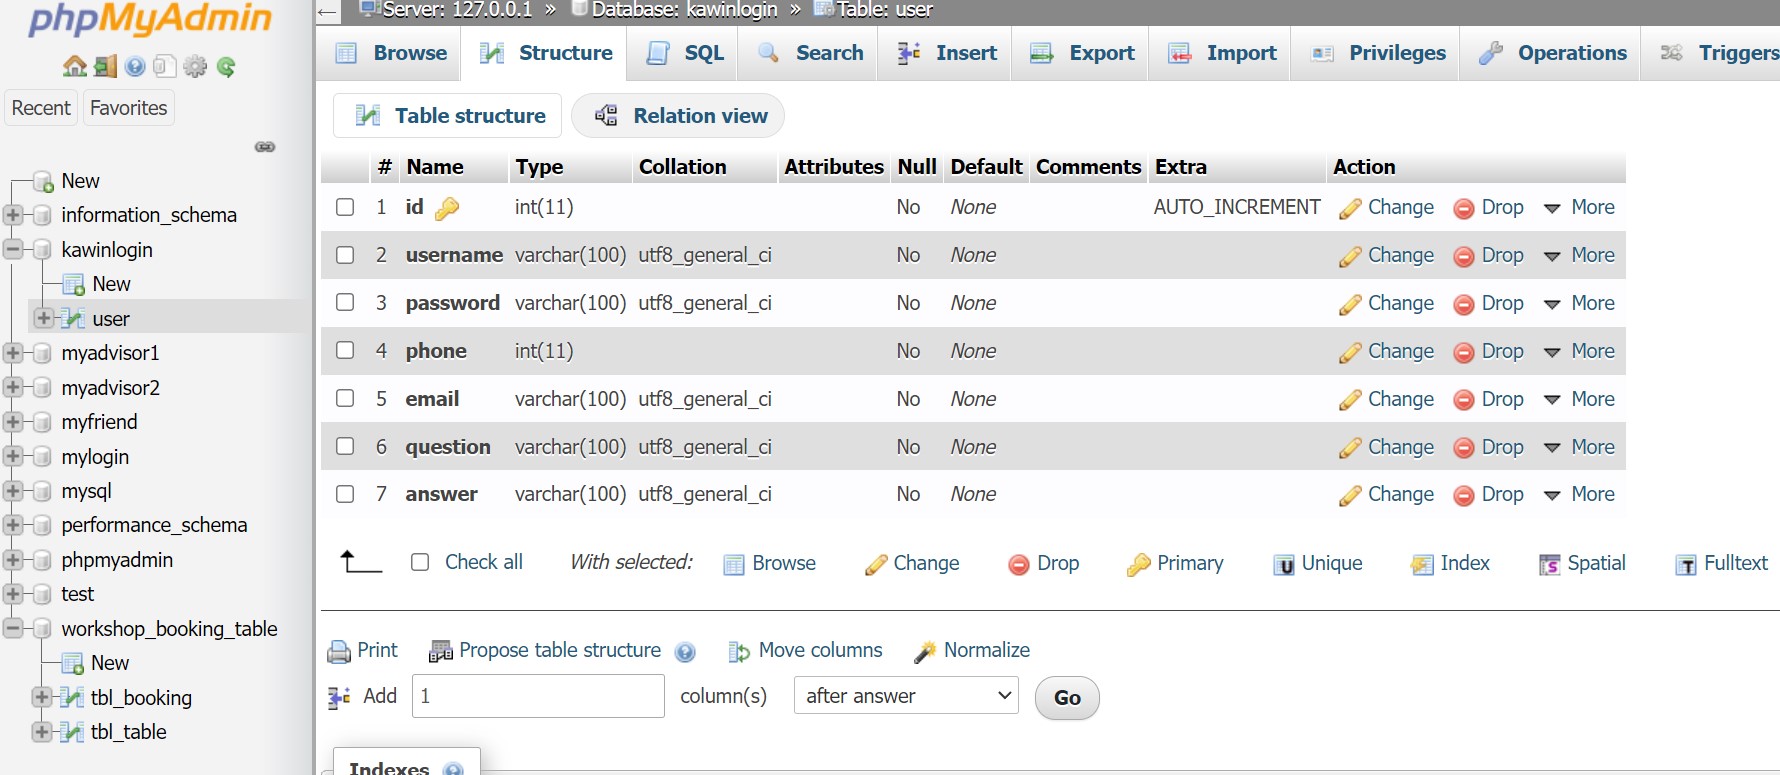 phpMyAdmin
Recent Favorites
New
information_schema
kawinlogin
New
user
myadvisor1
myadvisor2
myfriend
mylogin
mysql
performance_schema
phpmyadmin
test
workshop_booking_table
New
tbl_booking
tbl_table
← Server: 127.0.0.1 » Database: kawinlogin » Table: user
Browse Structure SQL Search Insert Export Import Privileges Operations Triggers
Table structure Relation view
# Name Type Collation Attributes Null Default Comments Extra Action
1 id int(11) No None AUTO_INCREMENT Change Drop More
2 username varchar(100) utf8_general_ci No None Change Drop More
3 password varchar(100) utf8_general_ci No None Change Drop More
4 phone int(11) No None Change Drop More
5 email varchar(100) utf8_general_ci No None Change Drop More
6 question varchar(100) utf8_general_ci No None Change Drop More
7 answer varchar(100) utf8_general_ci No None Change Drop More
Check all With selected: Browse Change Drop Primary Unique Index Spatial Fulltext
Print Propose table structure Move columns Normalize
Add 1 column(s) after answer Go
Indexes